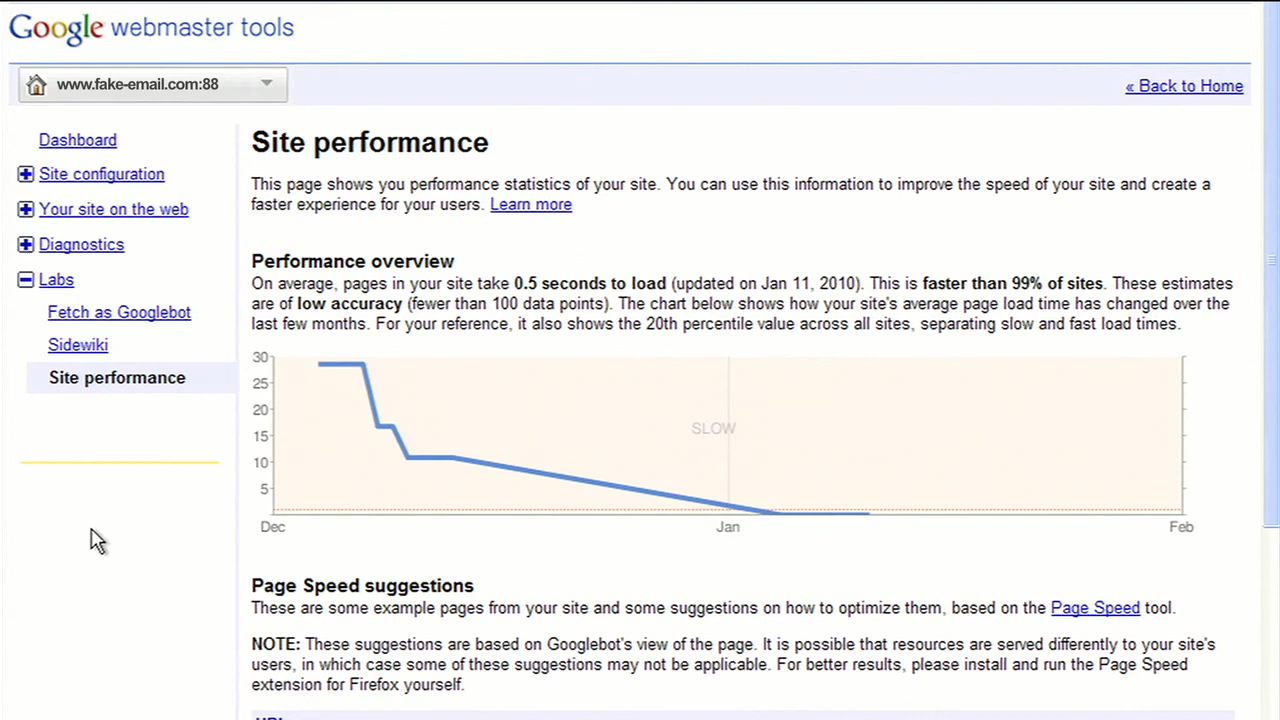 Google webmaster tools
www.fake-email.com:88
« Back to Home
Dashboard
Site configuration
Your site on the web
Diagnostics
Labs
Fetch as Googlebot
Sidewiki
Site performance
Site performance
This page shows you performance statistics of your site. You can use this information to improve the speed of your site and create a
faster experience for your users. Learn more
Performance overview
On average, pages in your site take 0.5 seconds to load (updated on Jan 11, 2010). This is faster than 99% of sites. These estimates
are of low accuracy (fewer than 100 data points). The chart below shows how your site's average page load time has changed over the
last few months. For your reference, it also shows the 20th percentile value across all sites, separating slow and fast load times.
30
25
20
15
10
5
SLOW
Dec Jan Feb
Page Speed suggestions
These are some example pages from your site and some suggestions on how to optimize them, based on the Page Speed tool.
NOTE: These suggestions are based on Googlebot's view of the page. It is possible that resources are served differently to your site's
users, in which case some of these suggestions may not be applicable. For better results, please install and run the Page Speed
extension for Firefox yourself.